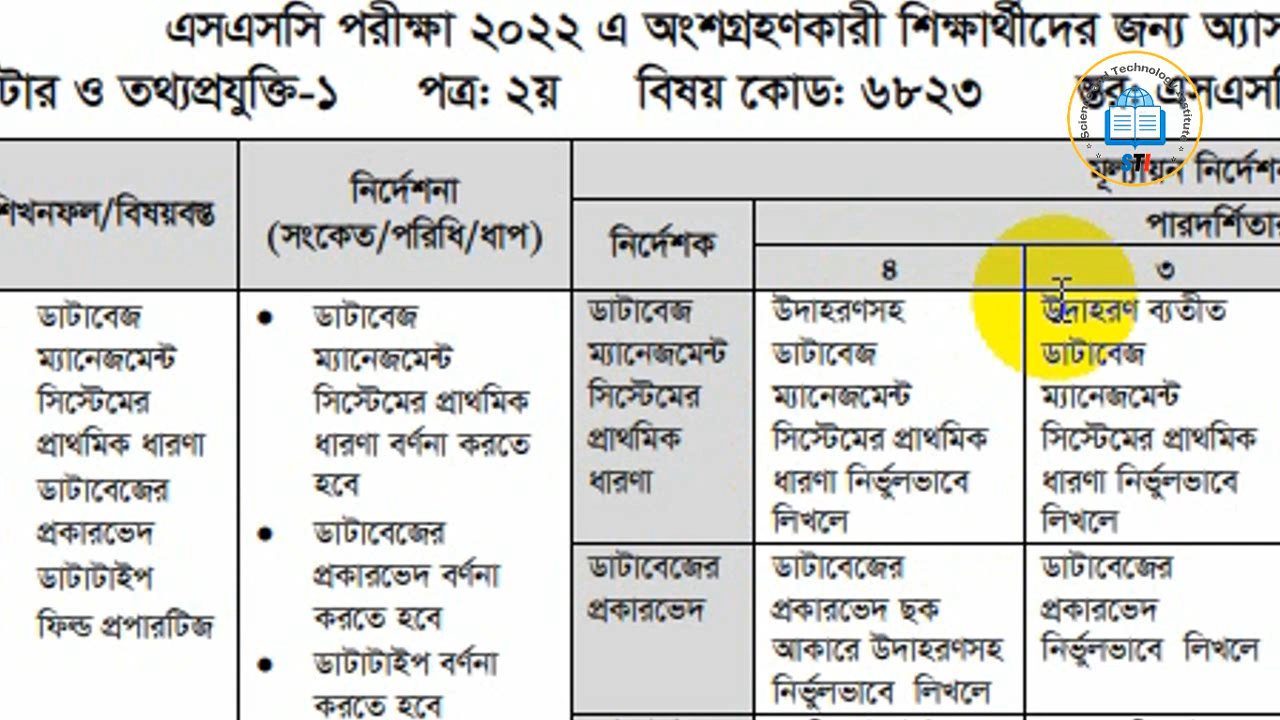 এসএসসি পরীক্ষা ২০২২ এ অংশগ্রহণকারী শিক্ষার্থীদের জন্য
ও তথ্যপ্রযুক্তি-১ পত্র: ২য় বিষয় কোড: ৬৮২৩ স্তর: এসএসসি
শিখনফল/বিষয়বস্তু
নির্দেশনা
(সংকেত/পরিধি/ধাপ)
মূল্যায়ন
নির্দেশক
৪
৩
ডাটাবেজ
ম্যানেজমেন্ট
সিস্টেমের
প্রাথমিক ধারণা
ডাটাবেজের
প্রকারভেদ
ডাটাটাইপ
ফিল্ড প্রপারটিজ
● ডাটাবেজ
ম্যানেজমেন্ট
সিস্টেমের প্রাথমিক
ধারণা বর্ণনা করতে
হবে
● ডাটাবেজের
প্রকারভেদ বর্ণনা
করতে হবে
● ডাটাটাইপ বর্ণনা
করতে হবে
ডাটাবেজ
ম্যানেজমেন্ট
সিস্টেমের
প্রাথমিক
ধারণা
উদাহরণসহ
ডাটাবেজ
ম্যানেজমেন্ট
সিস্টেমের প্রাথমিক
ধারণা নির্ভুলভাবে
লিখলে
উদাহরণ ব্যতীত
ডাটাবেজ
ম্যানেজমেন্ট
সিস্টেমের প্রাথমিক
ধারণা নির্ভুলভাবে
লিখলে
ডাটাবেজের
প্রকারভেদ
ডাটাবেজের
প্রকারভেদ ছক
আকারে উদাহরণসহ
নির্ভুলভাবে লিখলে
ডাটাবেজের
প্রকারভেদ
নির্ভুলভাবে লিখলে
STI